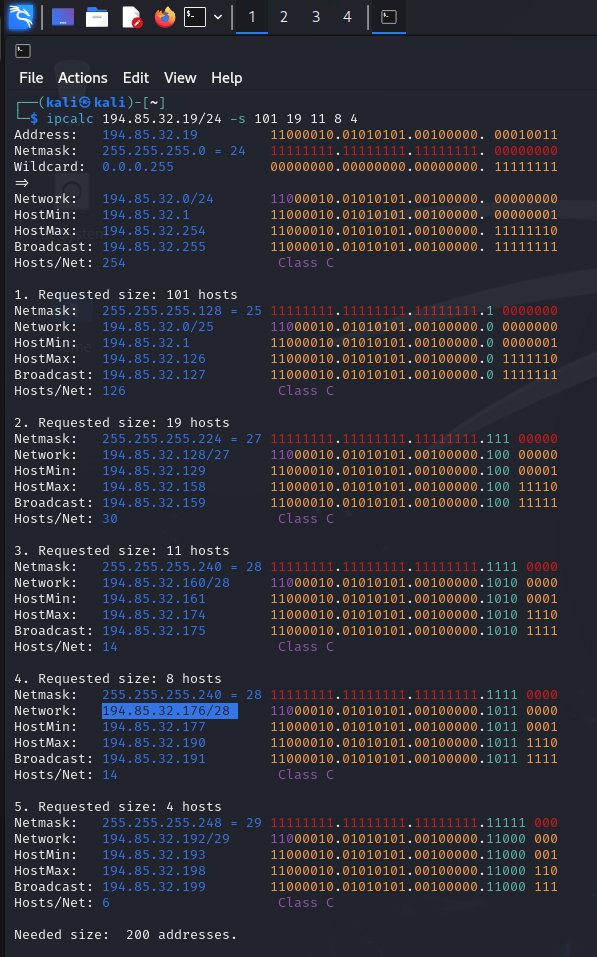 1 2 3 4
File Actions Edit View Help
┌──(kali㉿kali)-[~]
└─$ ipcalc 194.85.32.19/24 -s 101 19 11 8 4
Address: 194.85.32.19 11000010.01010101.00100000. 00010011
Netmask: 255.255.255.0 = 24 11111111.11111111.11111111. 00000000
Wildcard: 0.0.0.255 00000000.00000000.00000000. 11111111
=>
Network: 194.85.32.0/24 11000010.01010101.00100000. 00000000
HostMin: 194.85.32.1 11000010.01010101.00100000. 00000001
HostMax: 194.85.32.254 11000010.01010101.00100000. 11111110
Broadcast: 194.85.32.255 11000010.01010101.00100000. 11111111
Hosts/Net: 254 Class C
1. Requested size: 101 hosts
Netmask: 255.255.255.128 = 25 11111111.11111111.11111111.1 0000000
Network: 194.85.32.0/25 11000010.01010101.00100000.0 0000000
HostMin: 194.85.32.1 11000010.01010101.00100000.0 0000001
HostMax: 194.85.32.126 11000010.01010101.00100000.0 1111110
Broadcast: 194.85.32.127 11000010.01010101.00100000.0 1111111
Hosts/Net: 126 Class C
2. Requested size: 19 hosts
Netmask: 255.255.255.224 = 27 11111111.11111111.11111111.111 00000
Network: 194.85.32.128/27 11000010.01010101.00100000.100 00000
HostMin: 194.85.32.129 11000010.01010101.00100000.100 00001
HostMax: 194.85.32.158 11000010.01010101.00100000.100 11110
Broadcast: 194.85.32.159 11000010.01010101.00100000.100 11111
Hosts/Net: 30 Class C
3. Requested size: 11 hosts
Netmask: 255.255.255.240 = 28 11111111.11111111.11111111.1111 0000
Network: 194.85.32.160/28 11000010.01010101.00100000.1010 0000
HostMin: 194.85.32.161 11000010.01010101.00100000.1010 0001
HostMax: 194.85.32.174 11000010.01010101.00100000.1010 1110
Broadcast: 194.85.32.175 11000010.01010101.00100000.1010 1111
Hosts/Net: 14 Class C
4. Requested size: 8 hosts
Netmask: 255.255.255.240 = 28 11111111.11111111.11111111.1111 0000
Network: 194.85.32.176/28 11000010.01010101.00100000.1011 0000
HostMin: 194.85.32.177 11000010.01010101.00100000.1011 0001
HostMax: 194.85.32.190 11000010.01010101.00100000.1011 1110
Broadcast: 194.85.32.191 11000010.01010101.00100000.1011 1111
Hosts/Net: 14 Class C
5. Requested size: 4 hosts
Netmask: 255.255.255.248 = 29 11111111.11111111.11111111.11111 000
Network: 194.85.32.192/29 11000010.01010101.00100000.11000 000
HostMin: 194.85.32.193 11000010.01010101.00100000.11000 001
HostMax: 194.85.32.198 11000010.01010101.00100000.11000 110
Broadcast: 194.85.32.199 11000010.01010101.00100000.11000 111
Hosts/Net: 6 Class C
Needed size: 200 addresses.